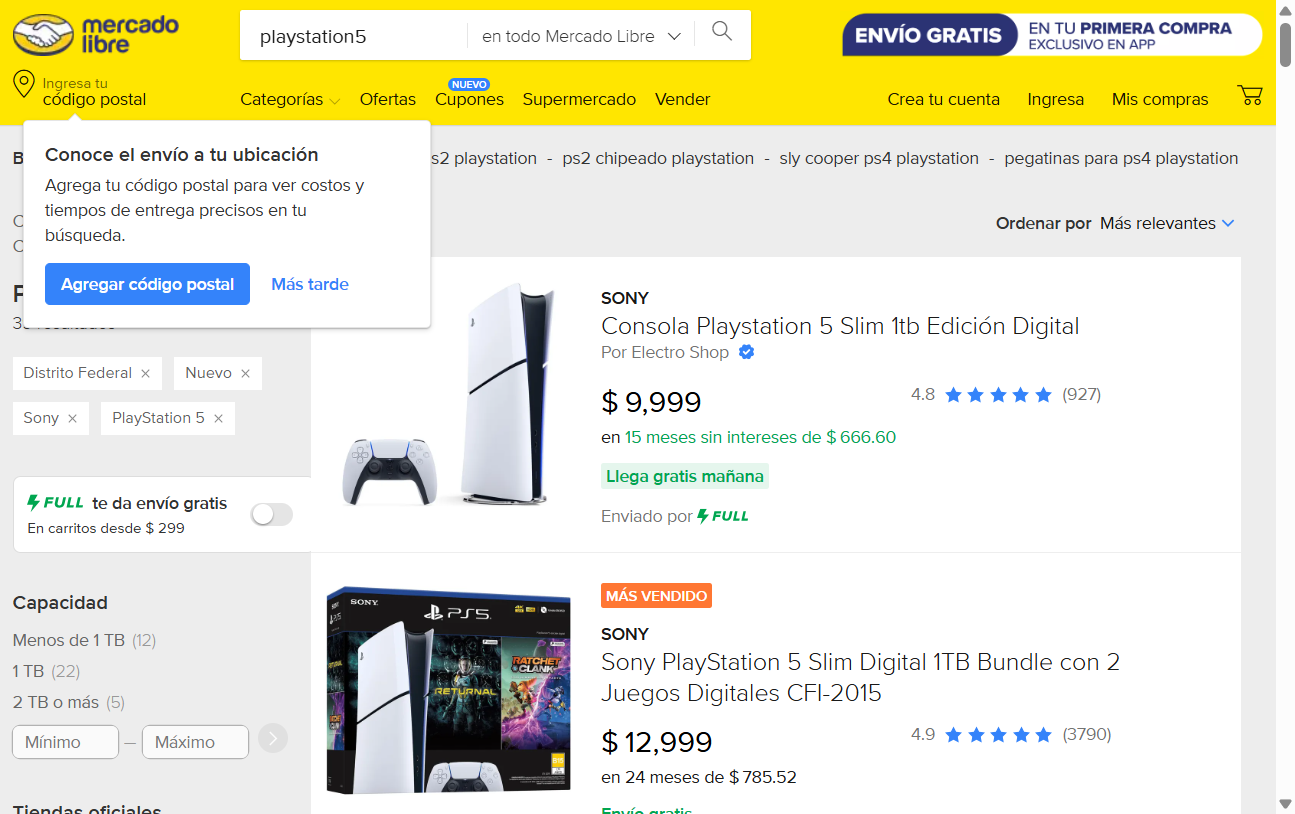 mercado
libre
playstation5
en todo Mercado Libre
ENVÍO GRATIS
EN TU PRIMERA COMPRA
EXCLUSIVO EN APP
Ingresa tu
código postal
Categorías
Ofertas
NUEVO
Cupones
Supermercado
Vender
Crea tu cuenta
Ingresa
Mis compras
s2 playstation - ps2 chipeado playstation - sly cooper ps4 playstation - pegatinas para ps4 playstation
Conoce el envío a tu ubicación
Agrega tu código postal para ver costos y
tiempos de entrega precisos en tu
búsqueda.
Agregar código postal
Más tarde
Ordenar por Más relevantes
Distrito Federal ×
Nuevo ×
Sony ×
PlayStation 5 ×
FULL te da envío gratis
En carritos desde $ 299
Capacidad
Menos de 1 TB (12)
1 TB (22)
2 TB o más (5)
Mínimo — Máximo
Tiendas oficiales
SONY
Consola Playstation 5 Slim 1tb Edición Digital
Por Electro Shop
$ 9,999
4.8 (927)
en 15 meses sin intereses de $ 666.60
Llega gratis mañana
Enviado por FULL
SONY
PS5
RETURNAL
RATCHET
CLANK
MÁS VENDIDO
SONY
Sony PlayStation 5 Slim Digital 1TB Bundle con 2
Juegos Digitales CFI-2015
$ 12,999
4.9 (3790)
en 24 meses de $ 785.52
Envío gratis